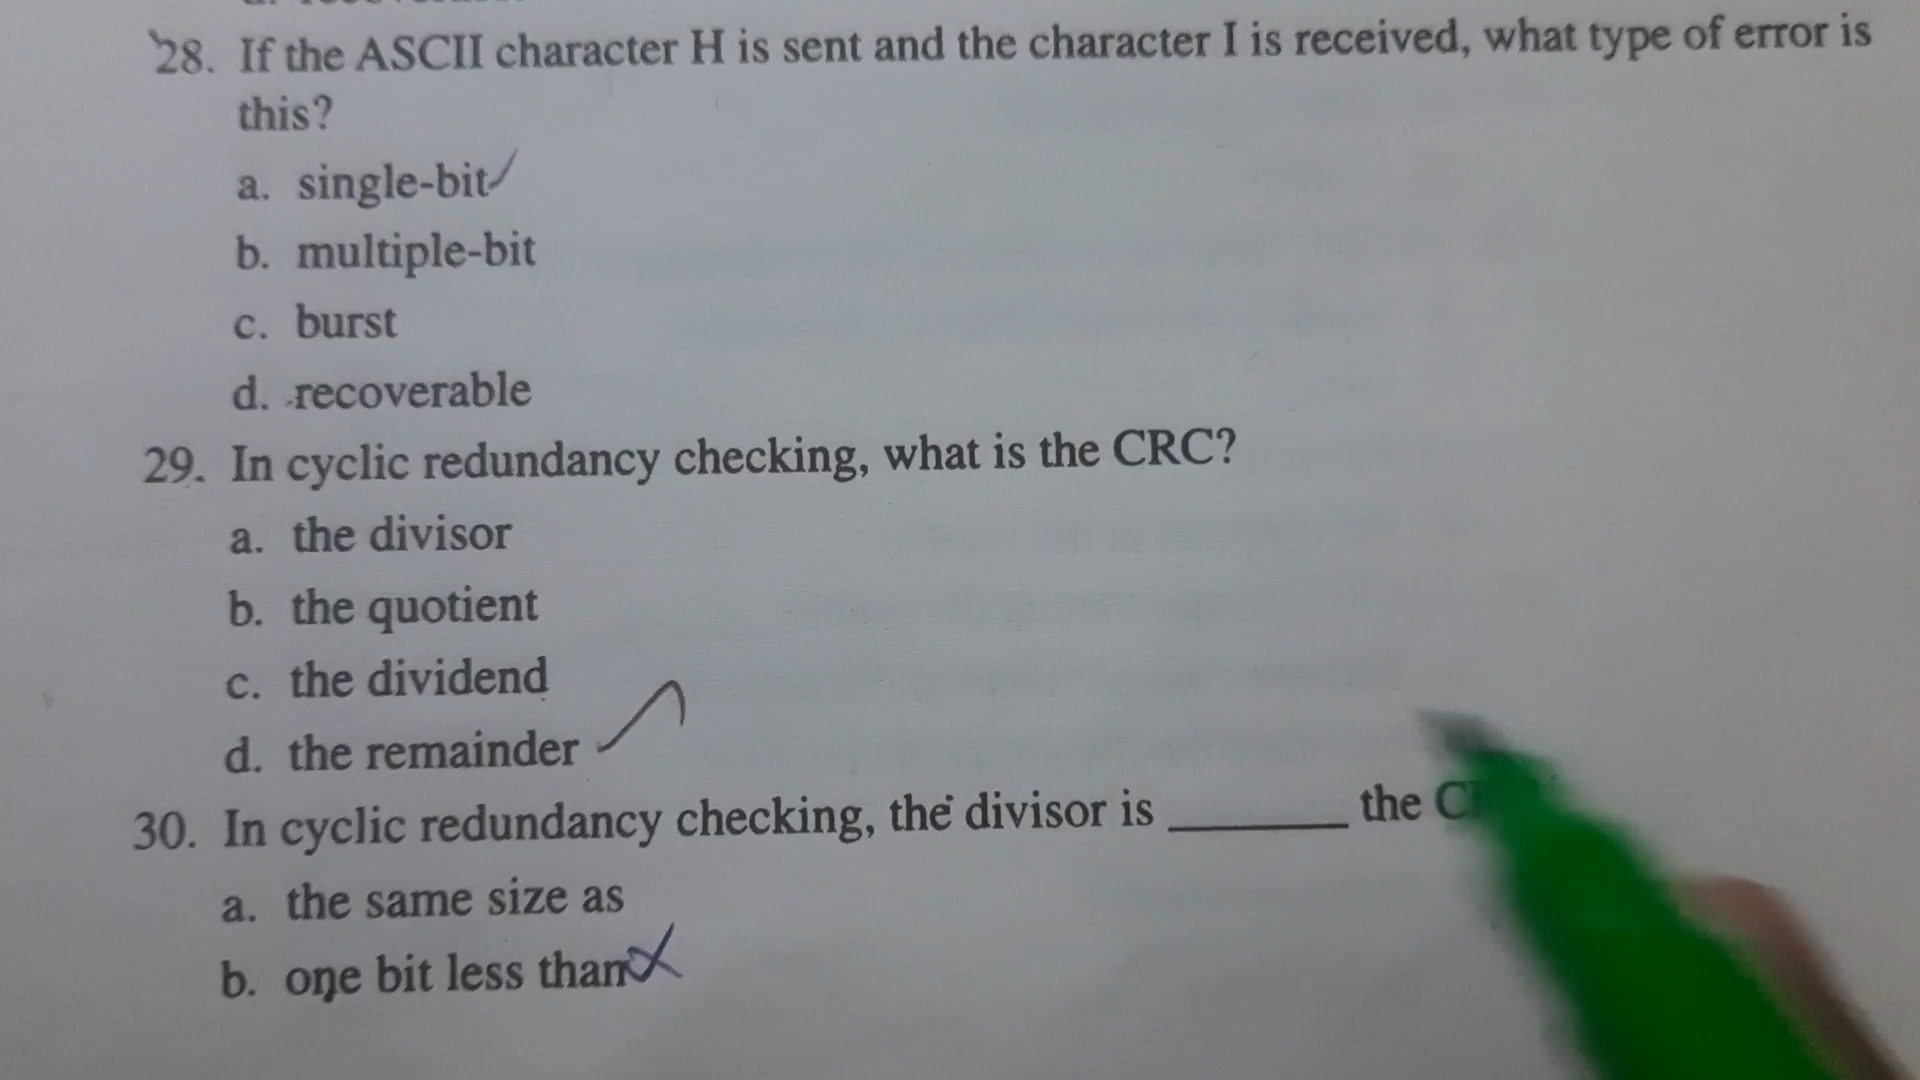 28. If the ASCII character H is sent and the character I is received, what type of error is
this?
a. single-bit
b. multiple-bit
c. burst
d. recoverable
29. In cyclic redundancy checking, what is the CRC?
a. the divisor
b. the quotient
c. the dividend
d. the remainder
30. In cyclic redundancy checking, the divisor is ______ the
a. the same size as
b. one bit less than